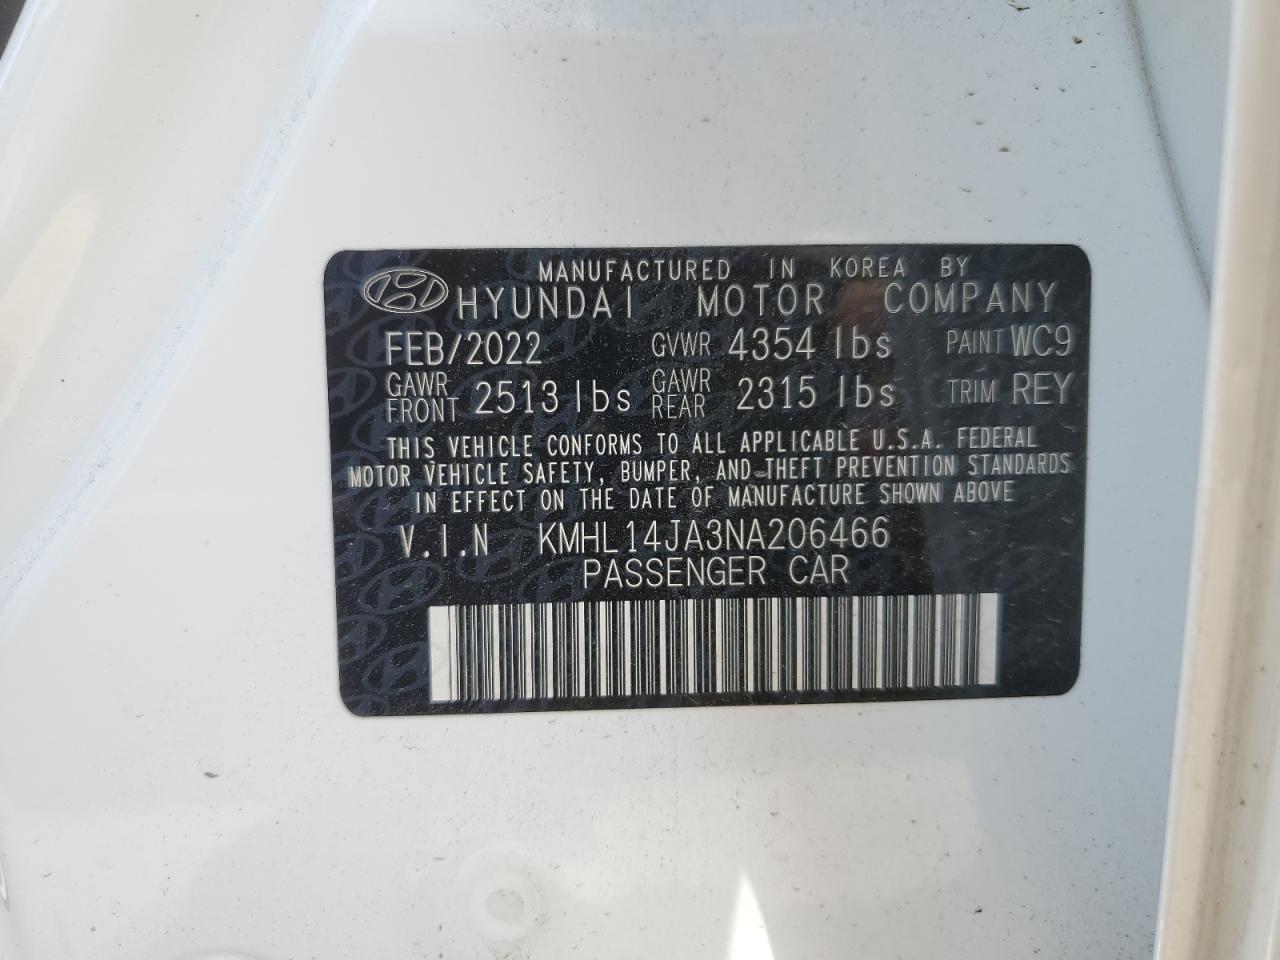 MANUFACTURED IN KOREA BY
HYUNDAI MOTOR COMPANY
FEB/2022 GVWR 4354 lbs PAINT WC9
GAWR FRONT 2513 lbs GAWR REAR 2315 lbs TRIM REY
THIS VEHICLE CONFORMS TO ALL APPLICABLE U.S.A. FEDERAL
MOTOR VEHICLE SAFETY, BUMPER, AND THEFT PREVENTION STANDARDS
IN EFFECT ON THE DATE OF MANUFACTURE SHOWN ABOVE
V.I.N KMHL14JA3NA206466
PASSENGER CAR